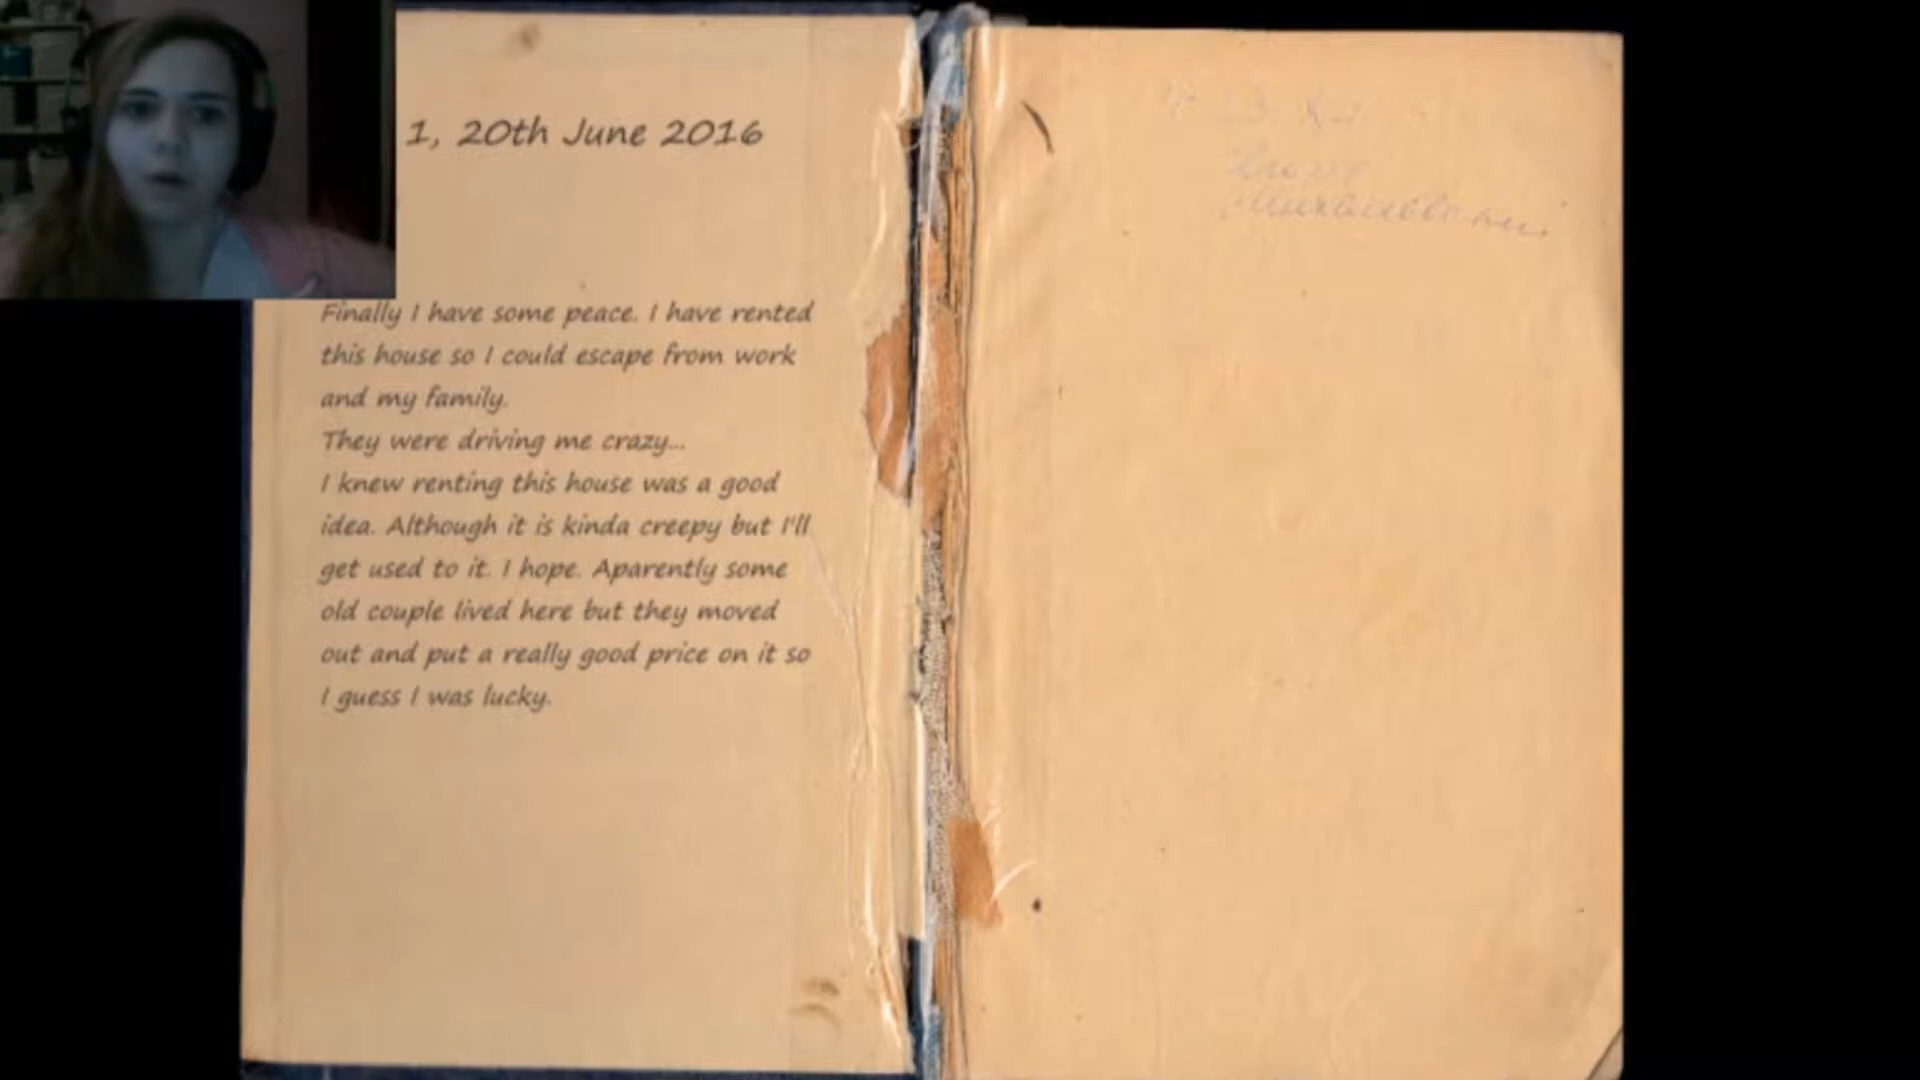 1, 20th June 2016
Finally I have some peace. I have rented
this house so I could escape from work
and my family.
They were driving me crazy...
I knew renting this house was a good
idea. Although it is kinda creepy but I'll
get used to it. I hope. Aparently some
old couple lived here but they moved
out and put a really good price on it so
I guess I was lucky.